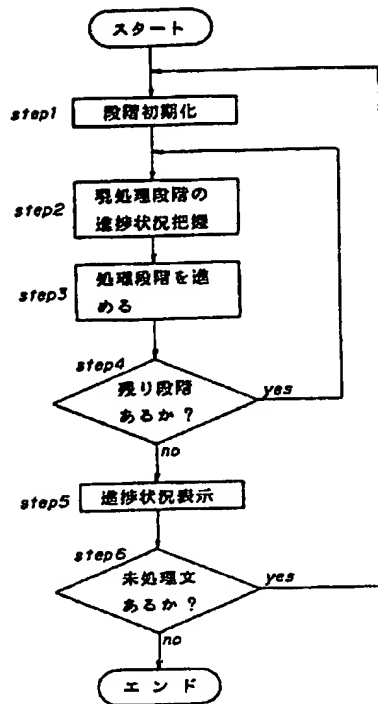 スタート
step1
段階初期化
step2
現処理段階の
進捗状況把握
step3
処理段階を進
める
step4
残り段階
あるか?
yes
no
step5
進捗状況表示
step6
未処理文
あるか?
yes
no
エンド